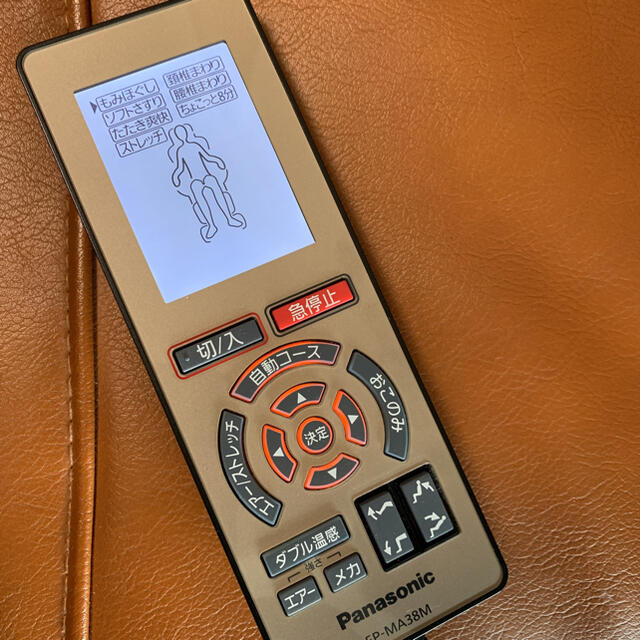 もみほぐし
ソフトさすり
たたき爽快
ストレッチ
頚椎まわり
腰椎まわり
ちょこっと8分
切/入
急停止
自動コース
おこのみ
エアー/ストレッチ
決定
ダブル温感
強さ
エアー
メカ
Panasonic
EP-MA38M